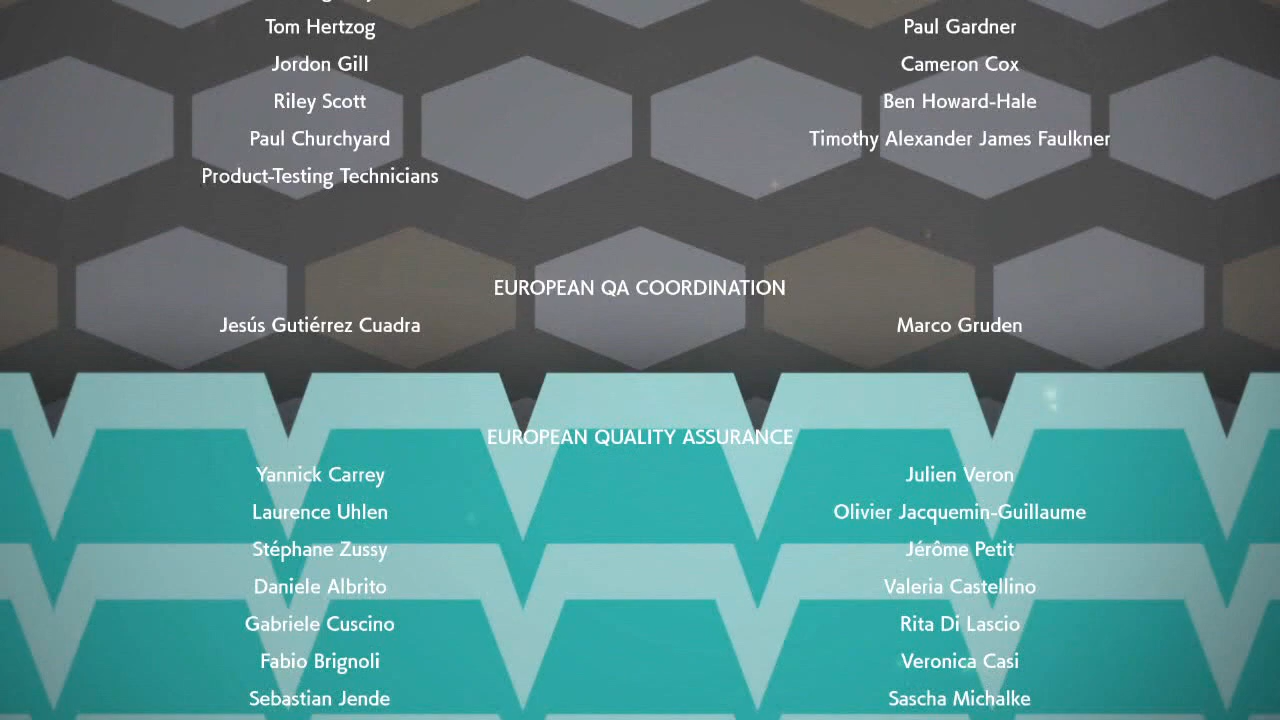 Tom Hertzog Paul Gardner
Jordon Gill Cameron Cox
Riley Scott Ben Howard-Hale
Paul Churchyard Timothy Alexander James Faulkner
Product-Testing Technicians
EUROPEAN QA COORDINATION
Jesús Gutiérrez Cuadra Marco Gruden
EUROPEAN QUALITY ASSURANCE
Yannick Carrey Julien Veron
Laurence Uhlen Olivier Jacquemin-Guillaume
Stéphane Zussy Jérôme Petit
Daniele Albrito Valeria Castellino
Gabriele Cuscino Rita Di Lascio
Fabio Brignoli Veronica Casi
Sebastian Jende Sascha Michalke